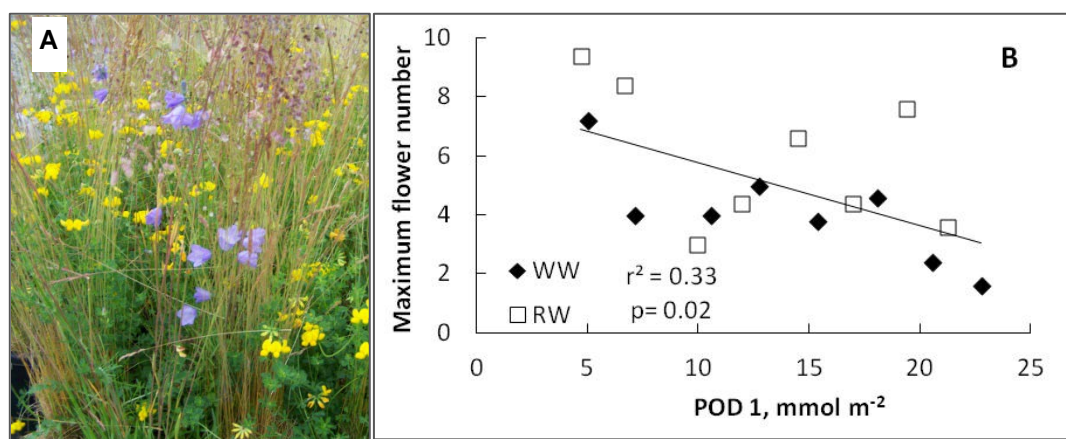 A
B
Maximum flower number
10
8
6
4
2
0
◆ WW
□ RW
r² = 0.33
p= 0.02
0 5 10 15 20 25
POD 1, mmol m⁻²